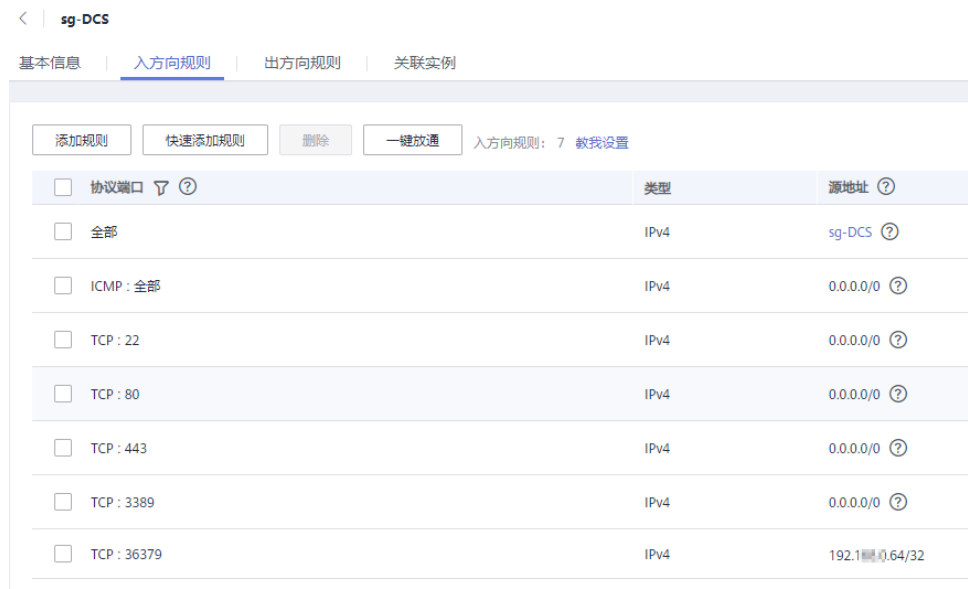 sg-DCS
基本信息 入方向规则 出方向规则 关联实例
添加规则 快速添加规则 删除 一键放通 入方向规则： 7 教我设置
协议端口 类型 源地址
全部 IPv4 sg-DCS
ICMP : 全部 IPv4 0.0.0.0/0
TCP : 22 IPv4 0.0.0.0/0
TCP : 80 IPv4 0.0.0.0/0
TCP : 443 IPv4 0.0.0.0/0
TCP : 3389 IPv4 0.0.0.0/0
TCP : 36379 IPv4